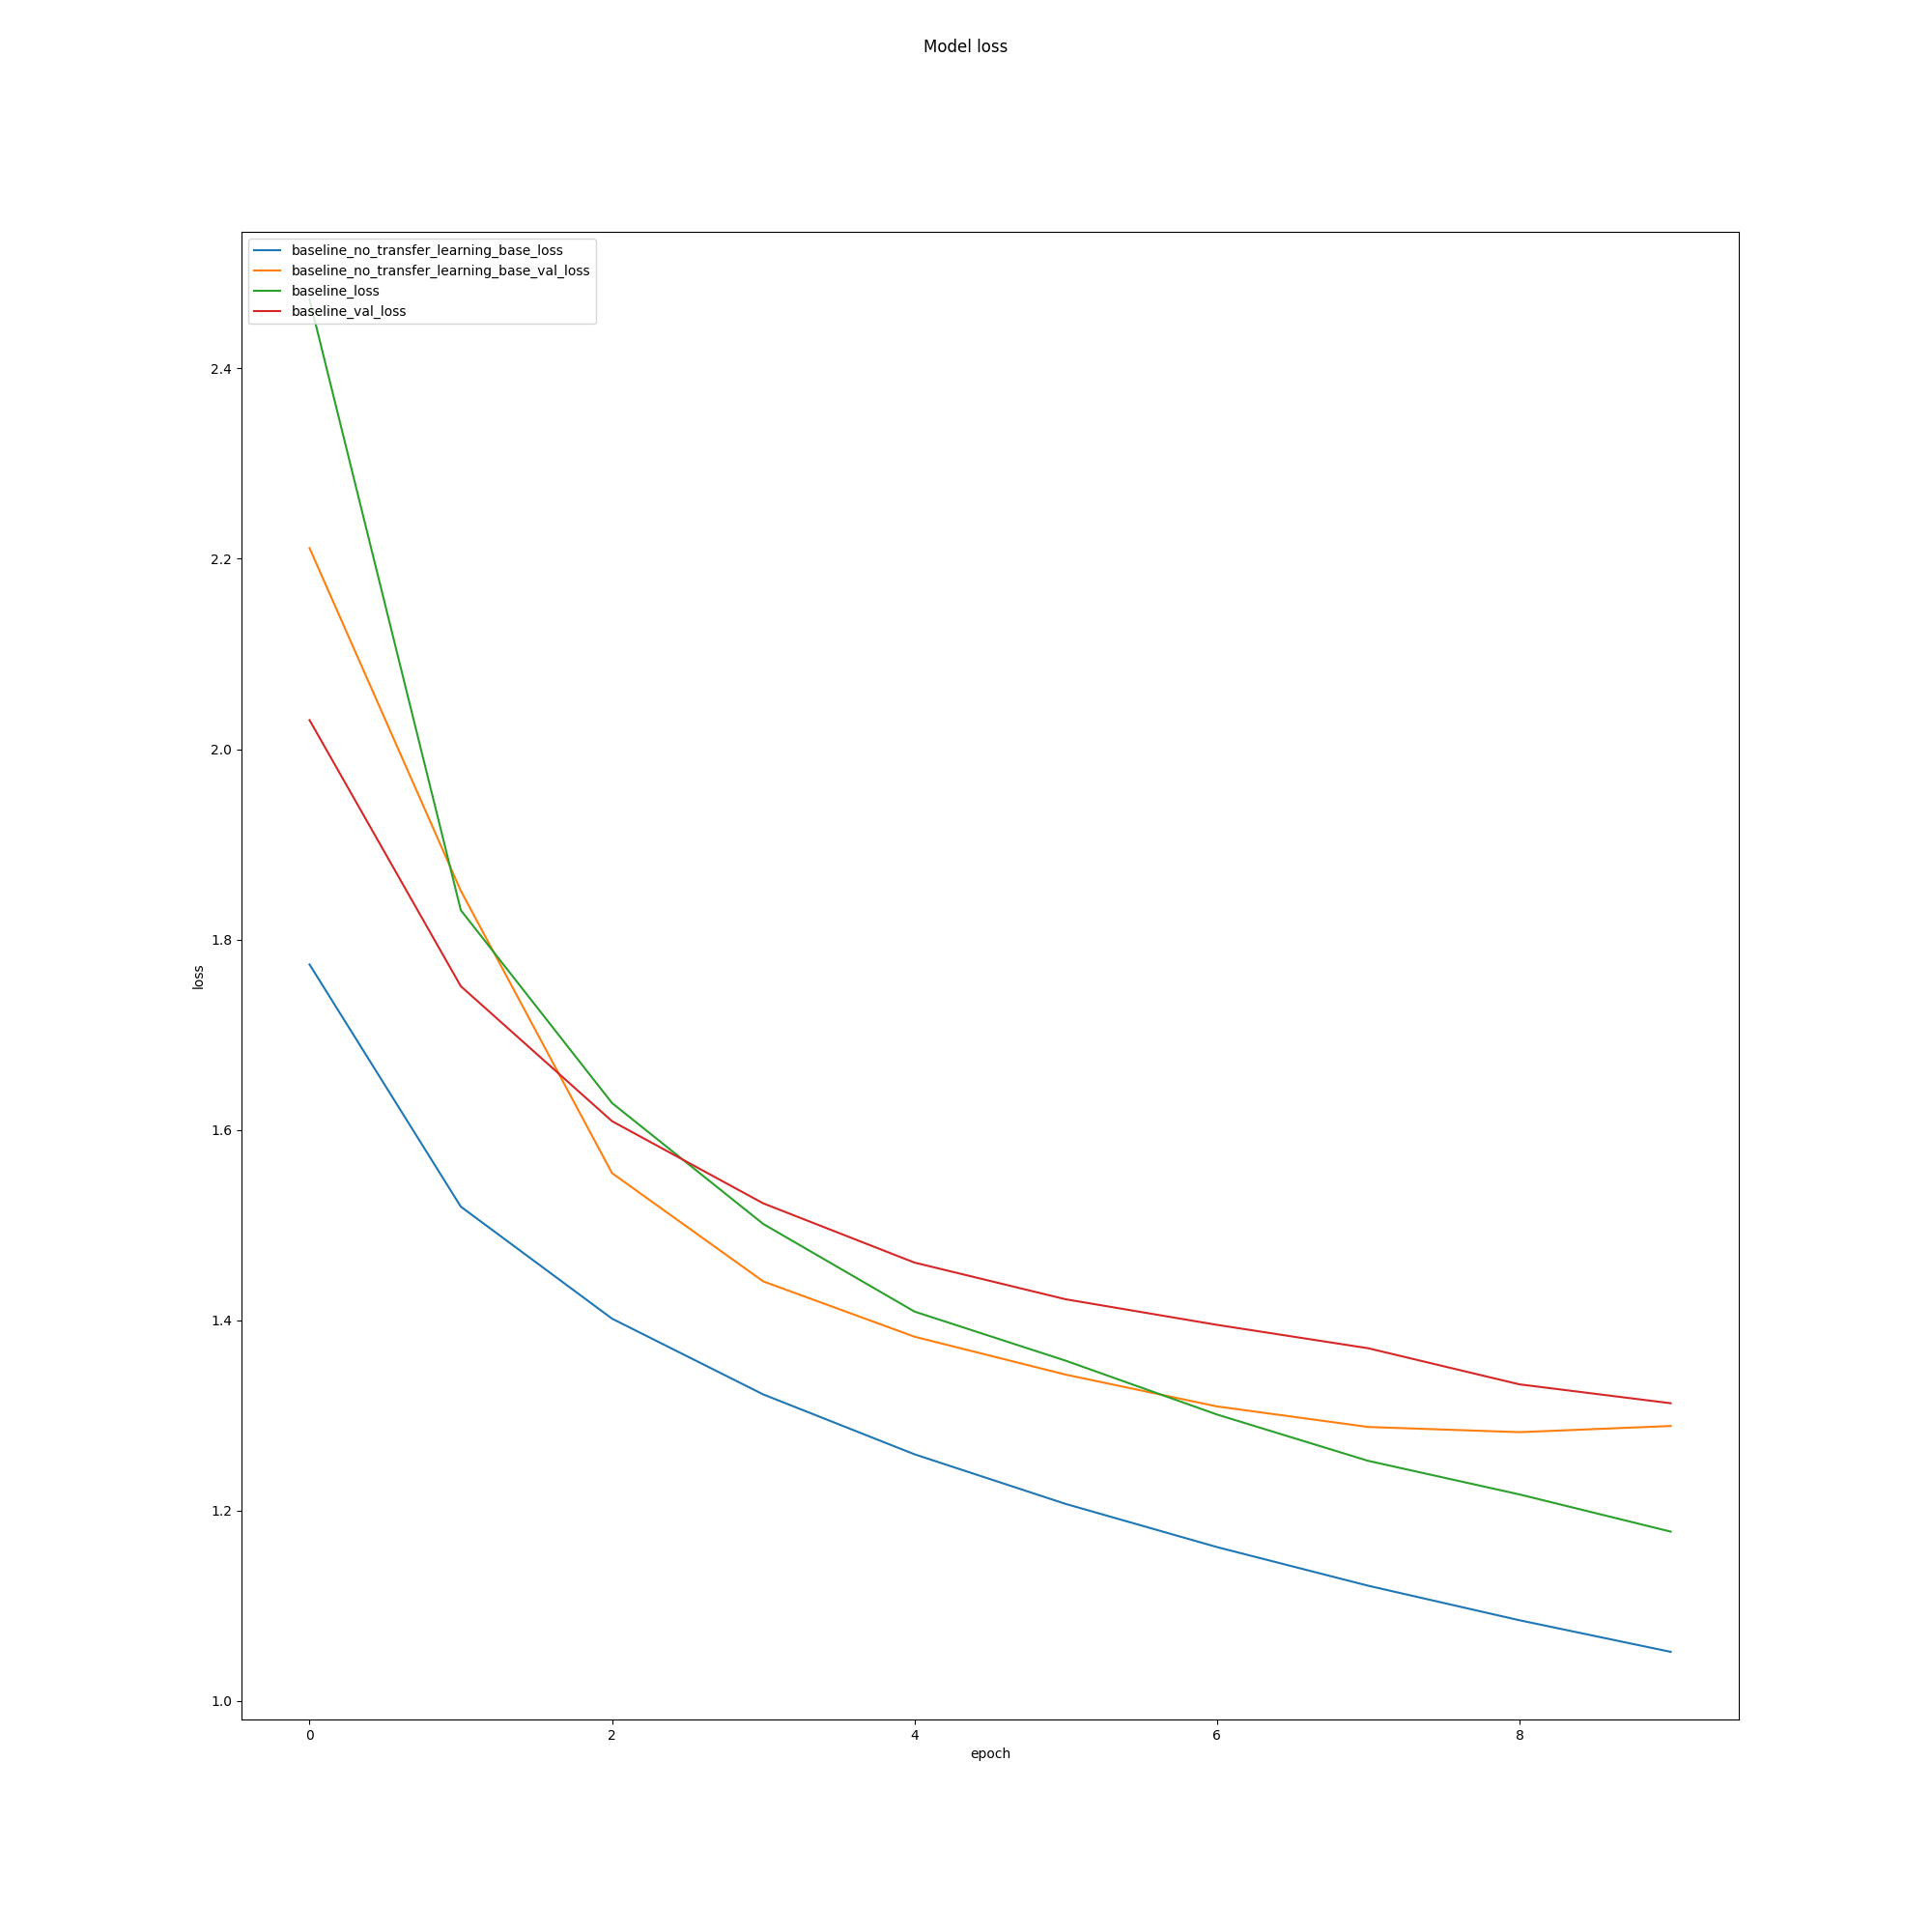 Model loss
baseline_no_transfer_learning_base_loss
baseline_no_transfer_learning_base_val_loss
baseline_loss
baseline_val_loss
2.4
2.2
2.0
1.8
1.6
1.4
1.2
1.0
loss
0 2 4 6 8
epoch